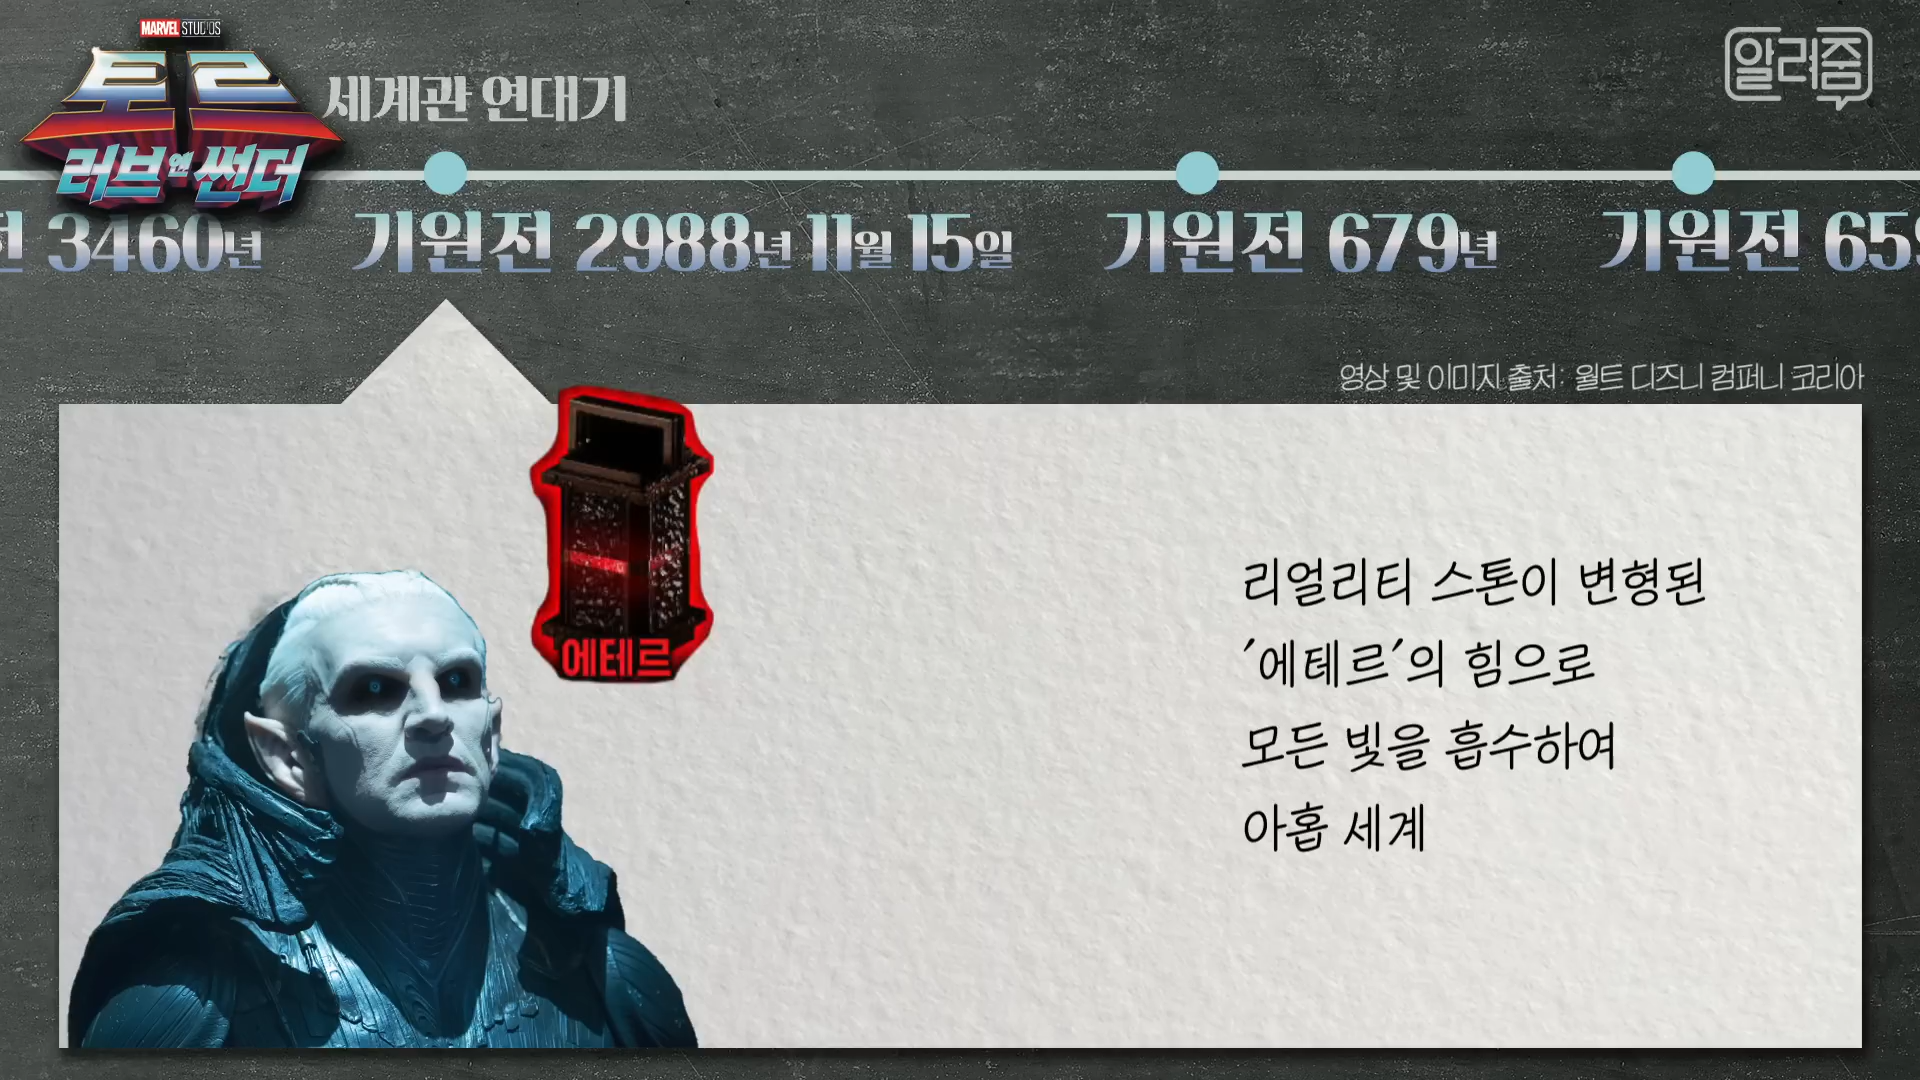 MARVEL STUDIOS
토르
러브 앤 썬더
세계관 연대기
알려줌
전 3460년
기원전 2988년 11월 15일
기원전 679년
기원전 659
영상 및 이미지 출처: 월트 디즈니 컴퍼니 코리아
에테르
리얼리티 스톤이 변형된
'에테르'의 힘으로
모든 빛을 흡수하여
아홉 세계